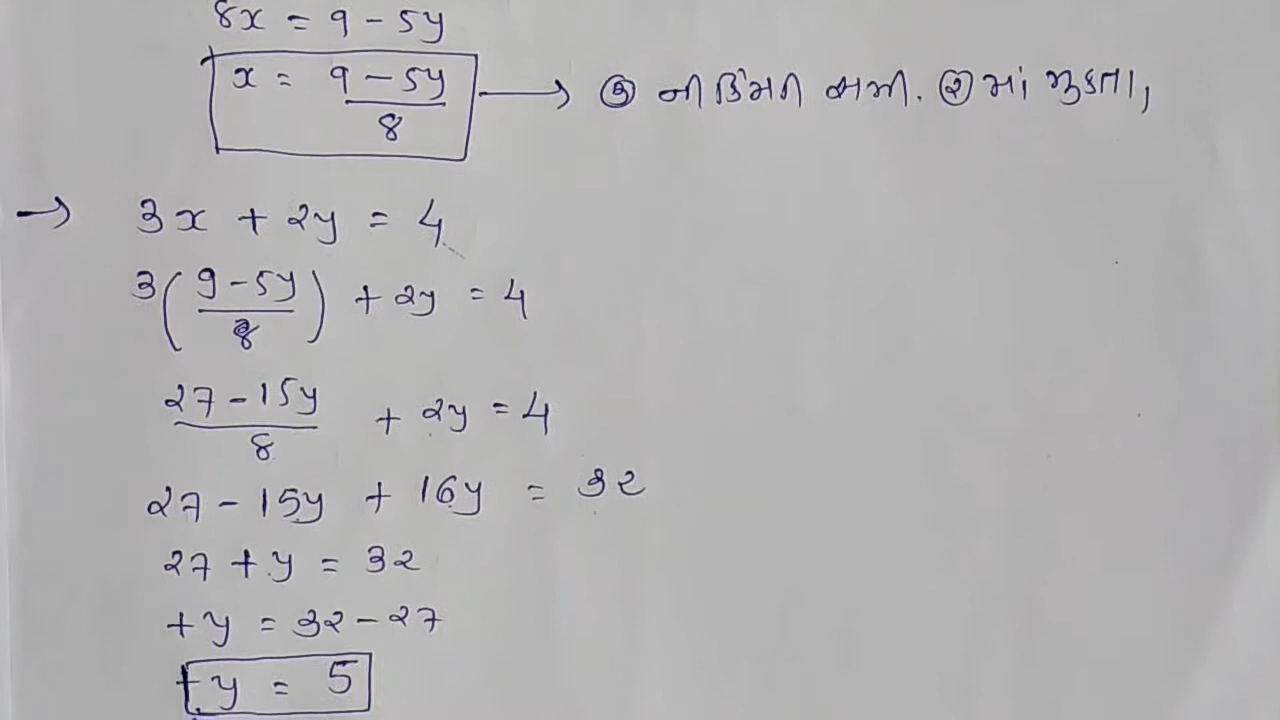 8x = 9 - 5y
x = 9 - 5y / 8 → ③ ની કિંમત સમી. ②માં મુકતા,
→ 3x + 2y = 4
3(9 - 5y / 8) + 2y = 4
27 - 15y / 8 + 2y = 4
27 - 15y + 16y = 32
27 + y = 32
+y = 32 - 27
+y = 5